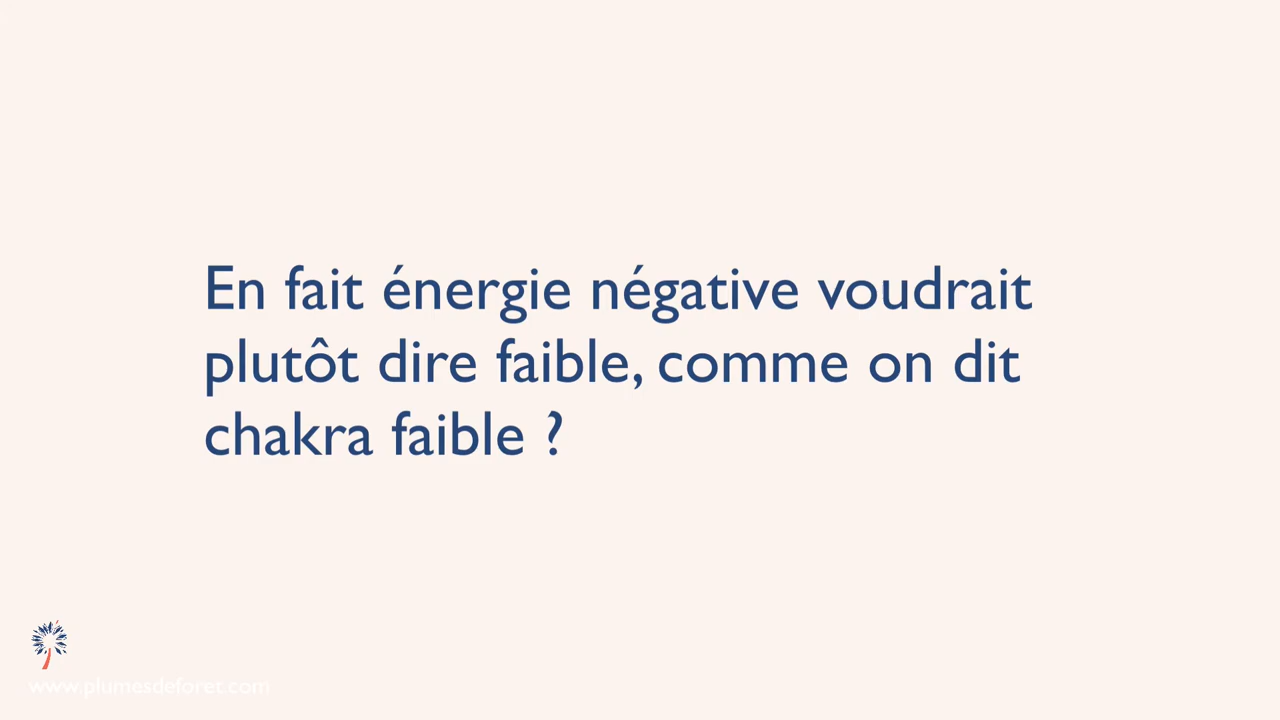 En fait énergie négative voudrait
plutôt dire faible, comme on dit
chakra faible ?
www.plumesdeforet.com